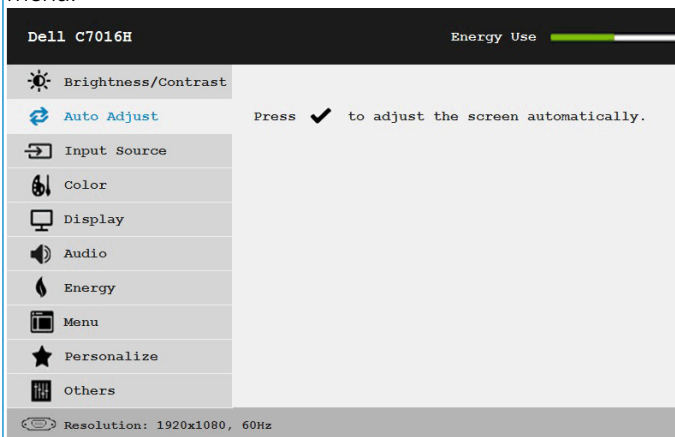 menu.
Dell C7016H
Energy Use
Brightness/Contrast
Auto Adjust
Press ✔ to adjust the screen automatically.
Input Source
Color
Display
Audio
Energy
Menu
Personalize
Others
Resolution: 1920x1080, 60Hz